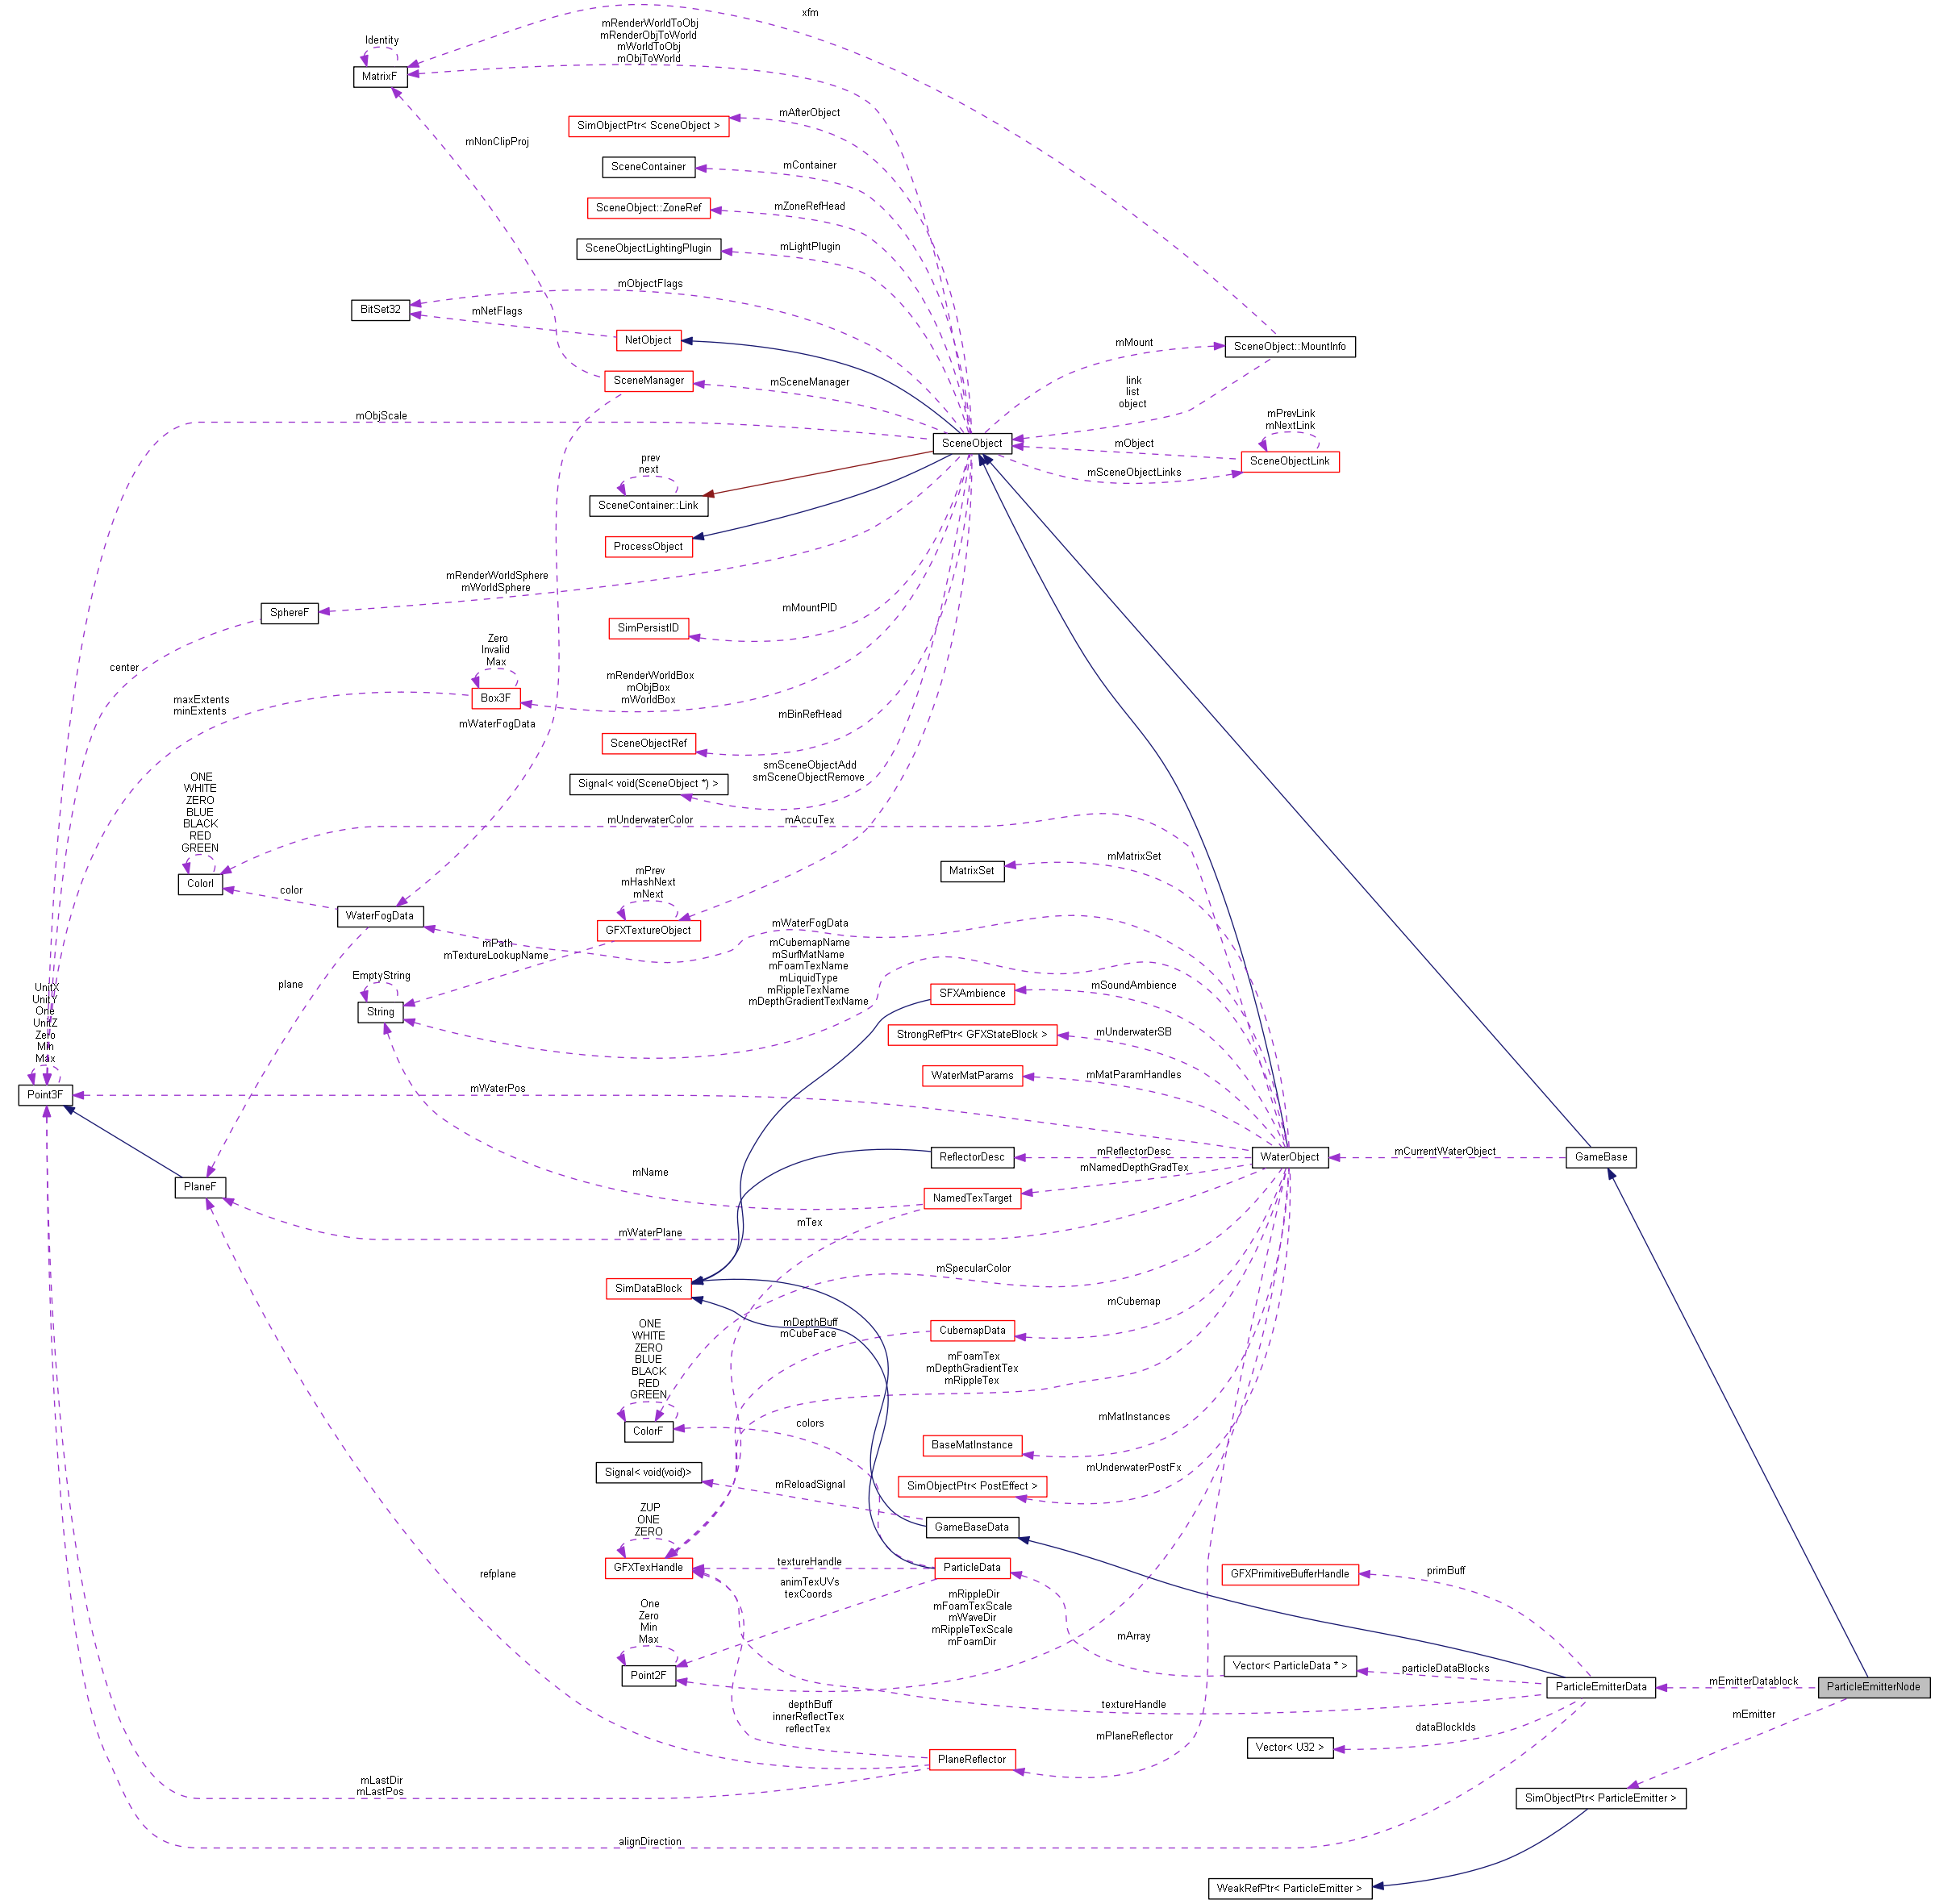 xfm
mRenderWorldToObj
mRenderObjToWorld
mWorldToObj
mObjToWorld
Identity
MatrixF
mAfterObject
SimObjectPtr< SceneObject >
mNonClipProj
mContainer
SceneContainer
mZoneRefHead
SceneObject::ZoneRef
mLightPlugin
SceneObjectLightingPlugin
mObjectFlags
BitSet32
mNetFlags
NetObject
mMount
SceneObject::MountInfo
SceneManager
mSceneManager
link
list
object
mObjScale
mPrevLink
mNextLink
SceneObject
mObject
SceneObjectLink
mSceneObjectLinks
prev
next
SceneContainer::Link
ProcessObject
mRenderWorldSphere
mWorldSphere
SphereF
mMountPID
SimPersistID
center
Zero
Invalid
Max
mRenderWorldBox
mObjBox
mWorldBox
Box3F
maxExtents
minExtents
mWaterFogData
mBinRefHead
SceneObjectRef
smSceneObjectAdd
smSceneObjectRemove
Signal< void(SceneObject *) >
ONE
WHITE
ZERO
BLUE
BLACK
RED
GREEN
mUnderwaterColor
mAccuTex
mMatrixSet
MatrixSet
ColorI
color
mPrev
mHashNext
mNext
WaterFogData
GFXTextureObject
mWaterFogData
mPath
mTextureLookupName
mCubemapName
mSurfMatName
mFoamTexName
mLiquidType
mRippleTexName
mDepthGradientTexName
EmptyString
String
plane
SFXAmbience
mSoundAmbience
StrongRefPtr< GFXStateBlock >
mUnderwaterSB
UnitX
UnitY
One
UnitZ
Zero
Min
Max
Point3F
mWaterPos
WaterMatParams
mMatParamHandles
ReflectorDesc
mReflectorDesc
WaterObject
mCurrentWaterObject
GameBase
mNamedDepthGradTex
mName
PlaneF
NamedTexTarget
mTex
mWaterPlane
mSpecularColor
SimDataBlock
mCubemap
mDepthBuff
mCubeFace
CubemapData
ONE
WHITE
ZERO
BLUE
BLACK
RED
GREEN
mFoamTex
mDepthGradientTex
mRippleTex
ColorF
colors
mMatInstances
BaseMatInstance
Signal< void(void)>
mReloadSignal
mUnderwaterPostFx
SimObjectPtr< PostEffect >
ZUP
ONE
ZERO
GameBaseData
GFXTexHandle
textureHandle
ParticleData
GFXPrimitiveBufferHandle
primBuff
refplane
animTexUVs
texCoords
One
Zero
Min
Max
mRippleDir
mFoamTexScale
mWaveDir
mRippleTexScale
mFoamDir
Point2F
mArray
Vector< ParticleData * >
particleDataBlocks
ParticleEmitterData
mEmitterDatablock
ParticleEmitterNode
textureHandle
depthBuff
innerReflectTex
reflectTex
mPlaneReflector
dataBlockIds
mEmitter
Vector< U32 >
PlaneReflector
mLastDir
mLastPos
SimObjectPtr< ParticleEmitter >
alignDirection
WeakRefPtr< ParticleEmitter >